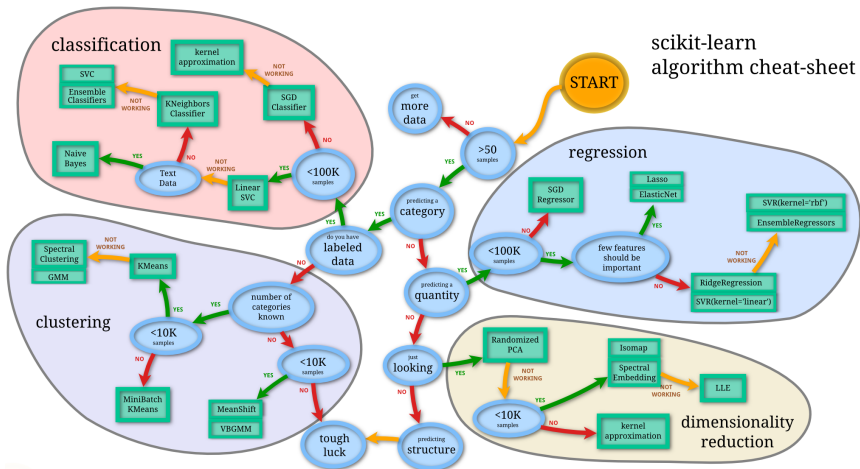 scikit-learn
algorithm cheat-sheet
START
classification
kernel
approximation
NOT
WORKING
SVC
Ensemble
Classifiers
NOT
WORKING
KNeighbors
Classifier
SGD
Classifier
NO
Naive
Bayes
YES
Text
Data
NO
NOT
WORKING
Linear
SVC
YES
<100K
samples
get
more
data
NO
>50
samples
YES
predicting a
category
YES
NO
do you have
labeled
data
YES
NO
predicting a
quantity
YES
NO
just
looking
YES
NO
predicting
structure
tough
luck
regression
SGD
Regressor
NO
<100K
samples
YES
Lasso
ElasticNet
YES
few features
should be
important
NO
SVR(kernel='rbf')
EnsembleRegressors
NOT
WORKING
RidgeRegression
SVR(kernel='linear')
clustering
Spectral
Clustering
GMM
NOT
WORKING
KMeans
YES
number of
categories
known
YES
NO
<10K
samples
NO
MiniBatch
KMeans
<10K
samples
YES
NO
MeanShift
VBGMM
dimensionality
reduction
Randomized
PCA
NOT
WORKING
<10K
samples
YES
NO
Isomap
Spectral
Embedding
NOT
WORKING
LLE
kernel
approximation